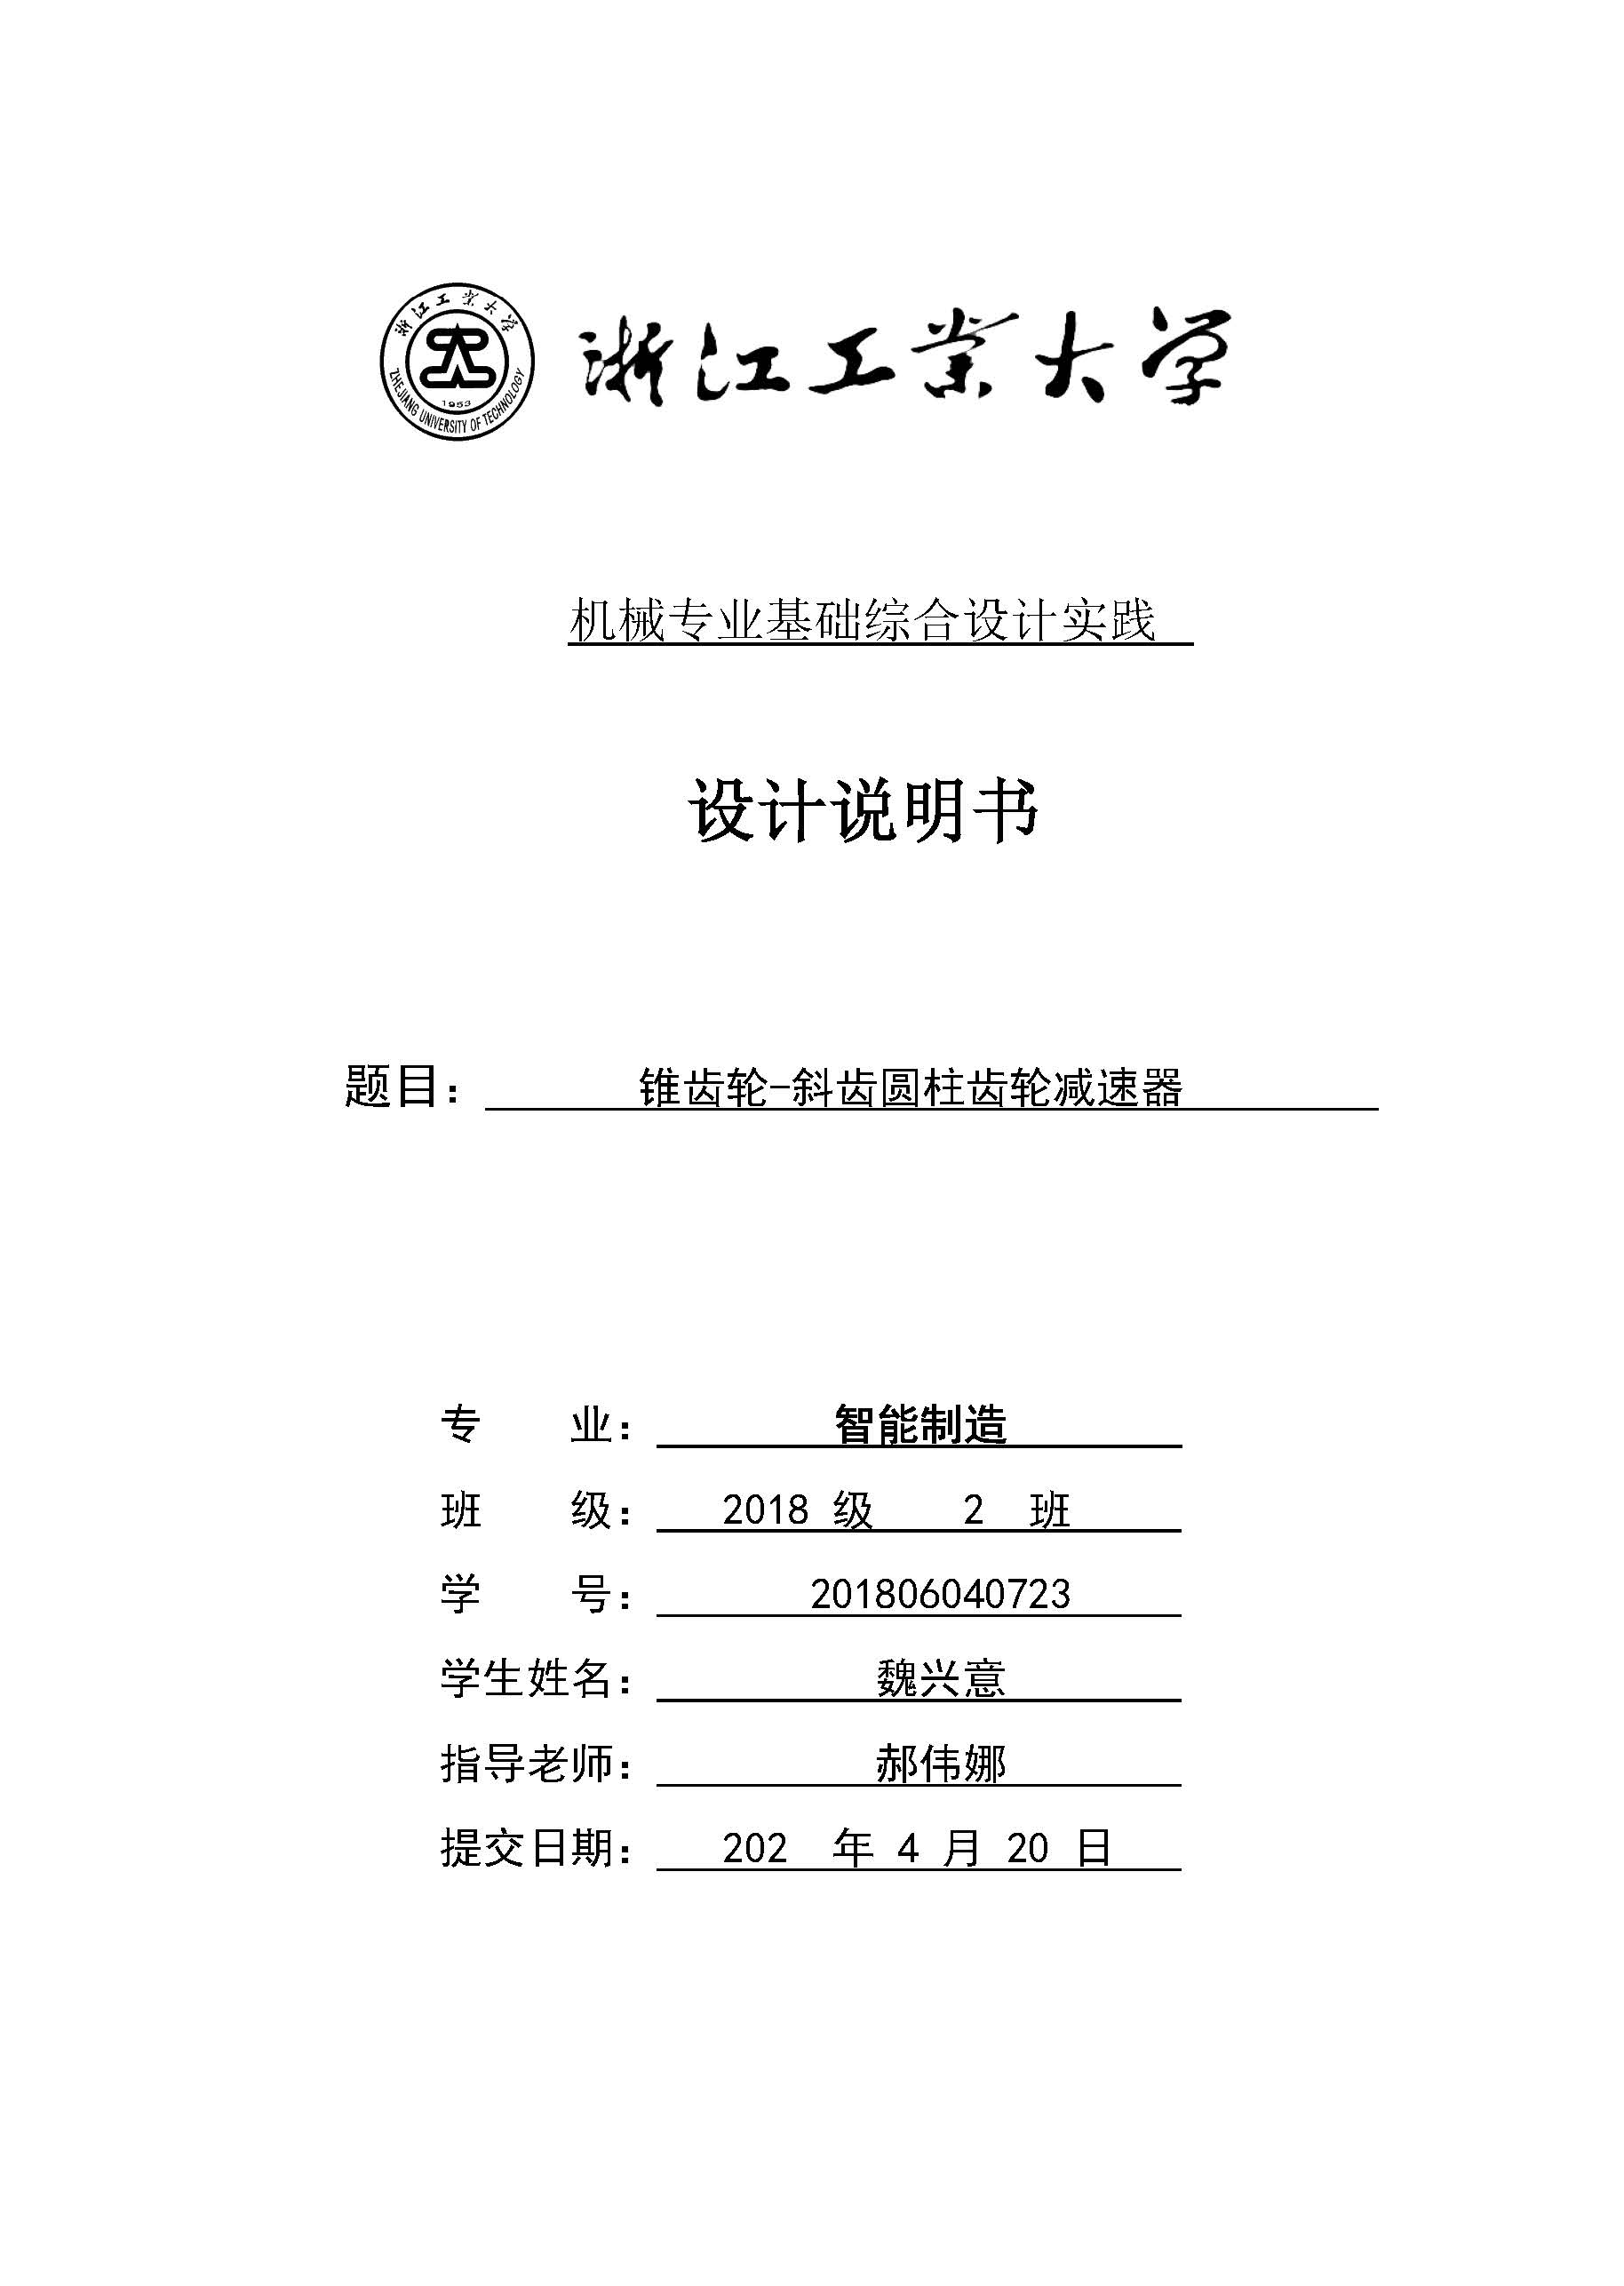 浙江工业大学
ZHEJIANG UNIVERSITY OF TECHNOLOGY
1953
浙江工业大学
机械专业基础综合设计实践
设计说明书
题目: 锥齿轮-斜齿圆柱齿轮减速器
专 业: 智能制造
班 级: 2018 级 2 班
学 号: 201806040723
学生姓名: 魏兴意
指导老师: 郝伟娜
提交日期: 202 年 4 月 20 日